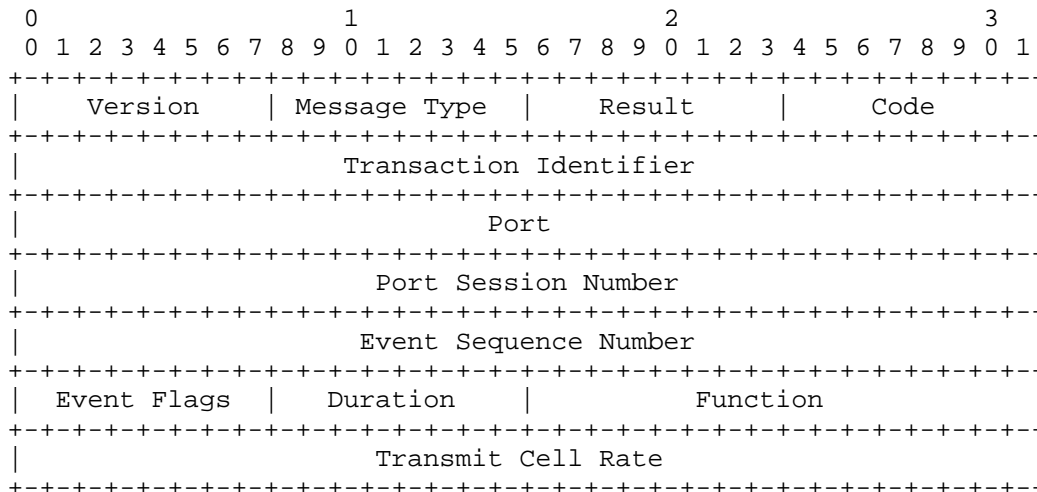 0                   1                   2                   3
 0 1 2 3 4 5 6 7 8 9 0 1 2 3 4 5 6 7 8 9 0 1 2 3 4 5 6 7 8 9 0 1
+-+-+-+-+-+-+-+-+-+-+-+-+-+-+-+-+-+-+-+-+-+-+-+-+-+-+-+-+-+-+-+--
|    Version    | Message Type  |    Result     |     Code
+-+-+-+-+-+-+-+-+-+-+-+-+-+-+-+-+-+-+-+-+-+-+-+-+-+-+-+-+-+-+-+--
|                    Transaction Identifier
+-+-+-+-+-+-+-+-+-+-+-+-+-+-+-+-+-+-+-+-+-+-+-+-+-+-+-+-+-+-+-+--
|                             Port
+-+-+-+-+-+-+-+-+-+-+-+-+-+-+-+-+-+-+-+-+-+-+-+-+-+-+-+-+-+-+-+--
|                      Port Session Number
+-+-+-+-+-+-+-+-+-+-+-+-+-+-+-+-+-+-+-+-+-+-+-+-+-+-+-+-+-+-+-+--
|                     Event Sequence Number
+-+-+-+-+-+-+-+-+-+-+-+-+-+-+-+-+-+-+-+-+-+-+-+-+-+-+-+-+-+-+-+--
|  Event Flags  |   Duration    |          Function
+-+-+-+-+-+-+-+-+-+-+-+-+-+-+-+-+-+-+-+-+-+-+-+-+-+-+-+-+-+-+-+--
|                      Transmit Cell Rate
+-+-+-+-+-+-+-+-+-+-+-+-+-+-+-+-+-+-+-+-+-+-+-+-+-+-+-+-+-+-+-+--